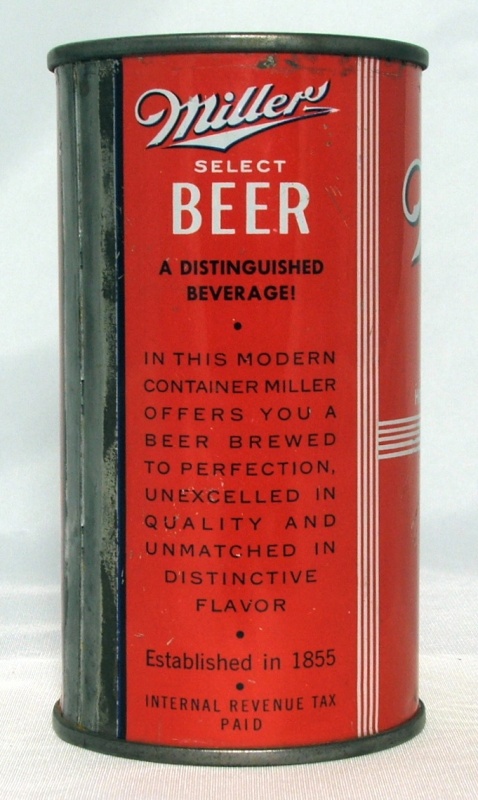 Miller
SELECT
BEER
A DISTINGUISHED
BEVERAGE!
•
IN THIS MODERN
CONTAINER MILLER
OFFERS YOU A
BEER BREWED
TO PERFECTION,
UNEXCELLED IN
QUALITY AND
UNMATCHED IN
DISTINCTIVE
FLAVOR
•
Established in 1855
•
INTERNAL REVENUE TAX
PAID